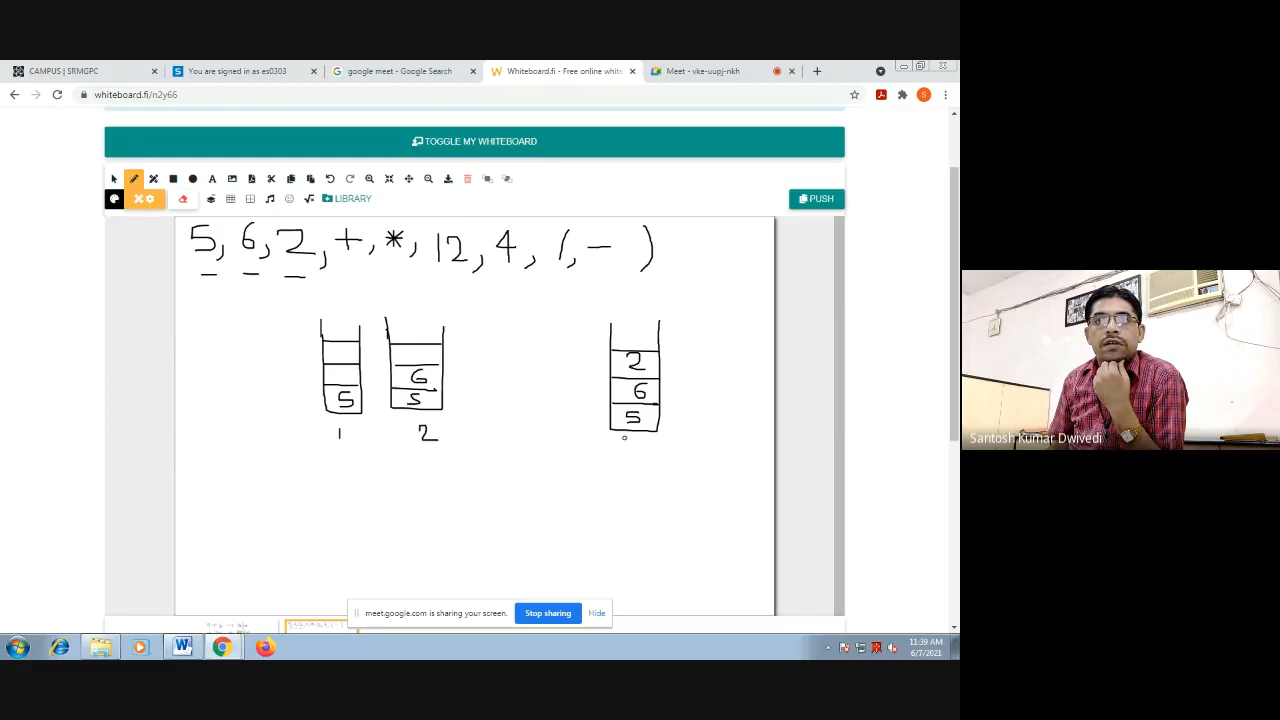 CAMPUS | SRMGPC
You are signed in as es0303
google meet - Google Search
Whiteboard.fi - Free online white
Meet - vke-uupj-nkh
whiteboard.fi/n2y66
S
TOGGLE MY WHITEBOARD
LIBRARY
PUSH
5, 6, 2, +, *, 12, 4, /, - )
2
6 6
5 5 5
1 2
Santosh Kumar Dwivedi
meet.google.com is sharing your screen.
Stop sharing
Hide
11:39 AM
6/7/2021